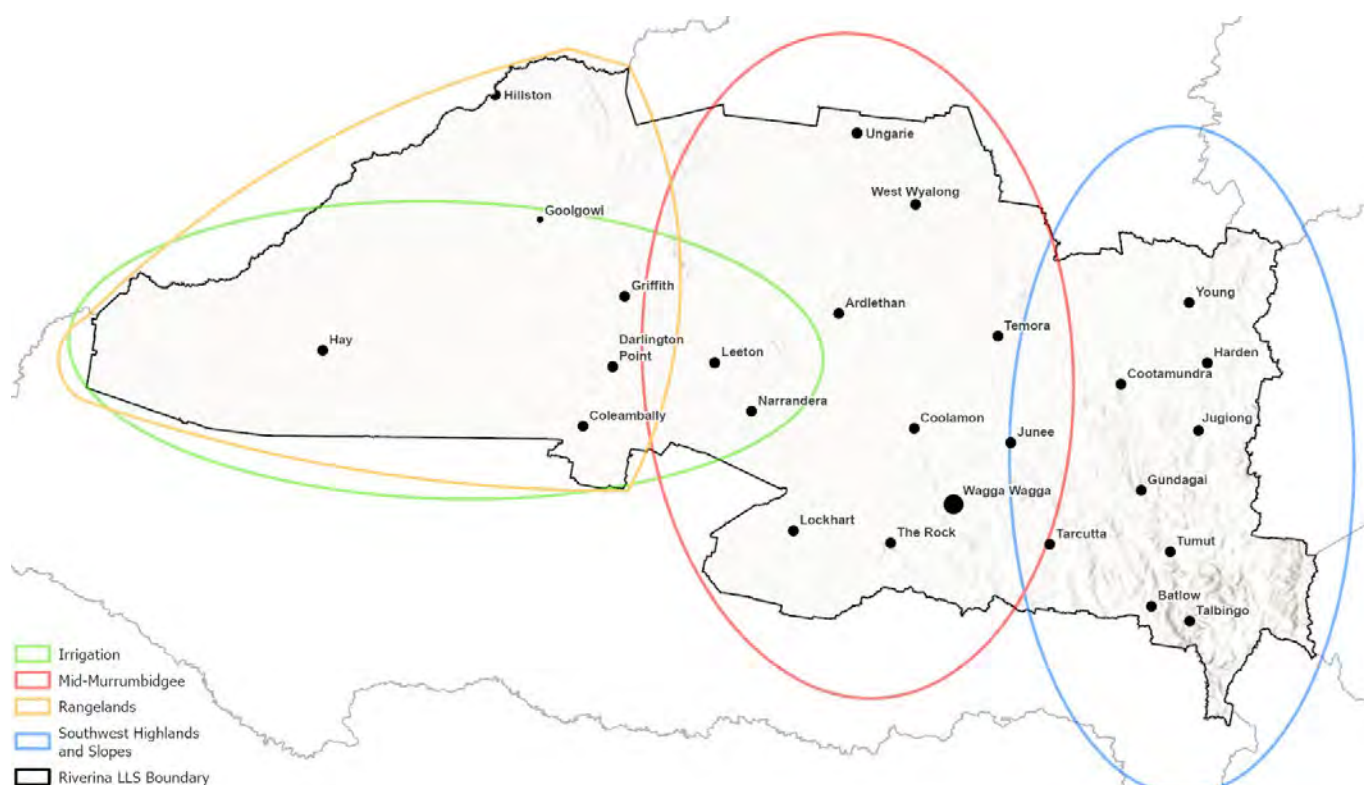 Hillston
Ungarie
West Wyalong
Goolgowi
Griffith
Young
Ardlethan
Temora
Hay
Darlington
Point
Leeton
Harden
Cootamundra
Narrandera
Coleambally
Coolamon
Junee
Jugiong
Gundagai
Wagga Wagga
Lockhart
The Rock
Tarcutta
Tumut
Batlow
Talbingo
Irrigation
Mid-Murrumbidgee
Rangelands
Southwest Highlands
and Slopes
Riverina LLS Boundary